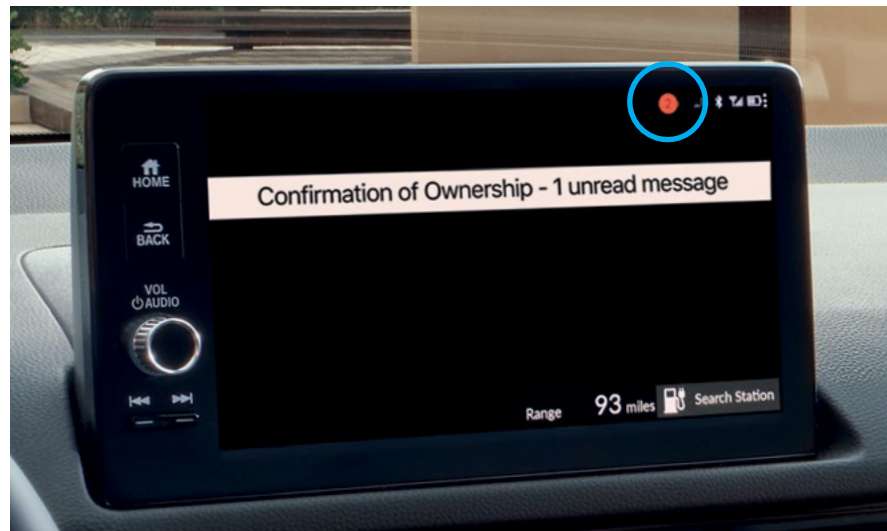 2
HOME
Confirmation of Ownership - 1 unread message
BACK
VOL
AUDIO
Range 93 miles Search Station